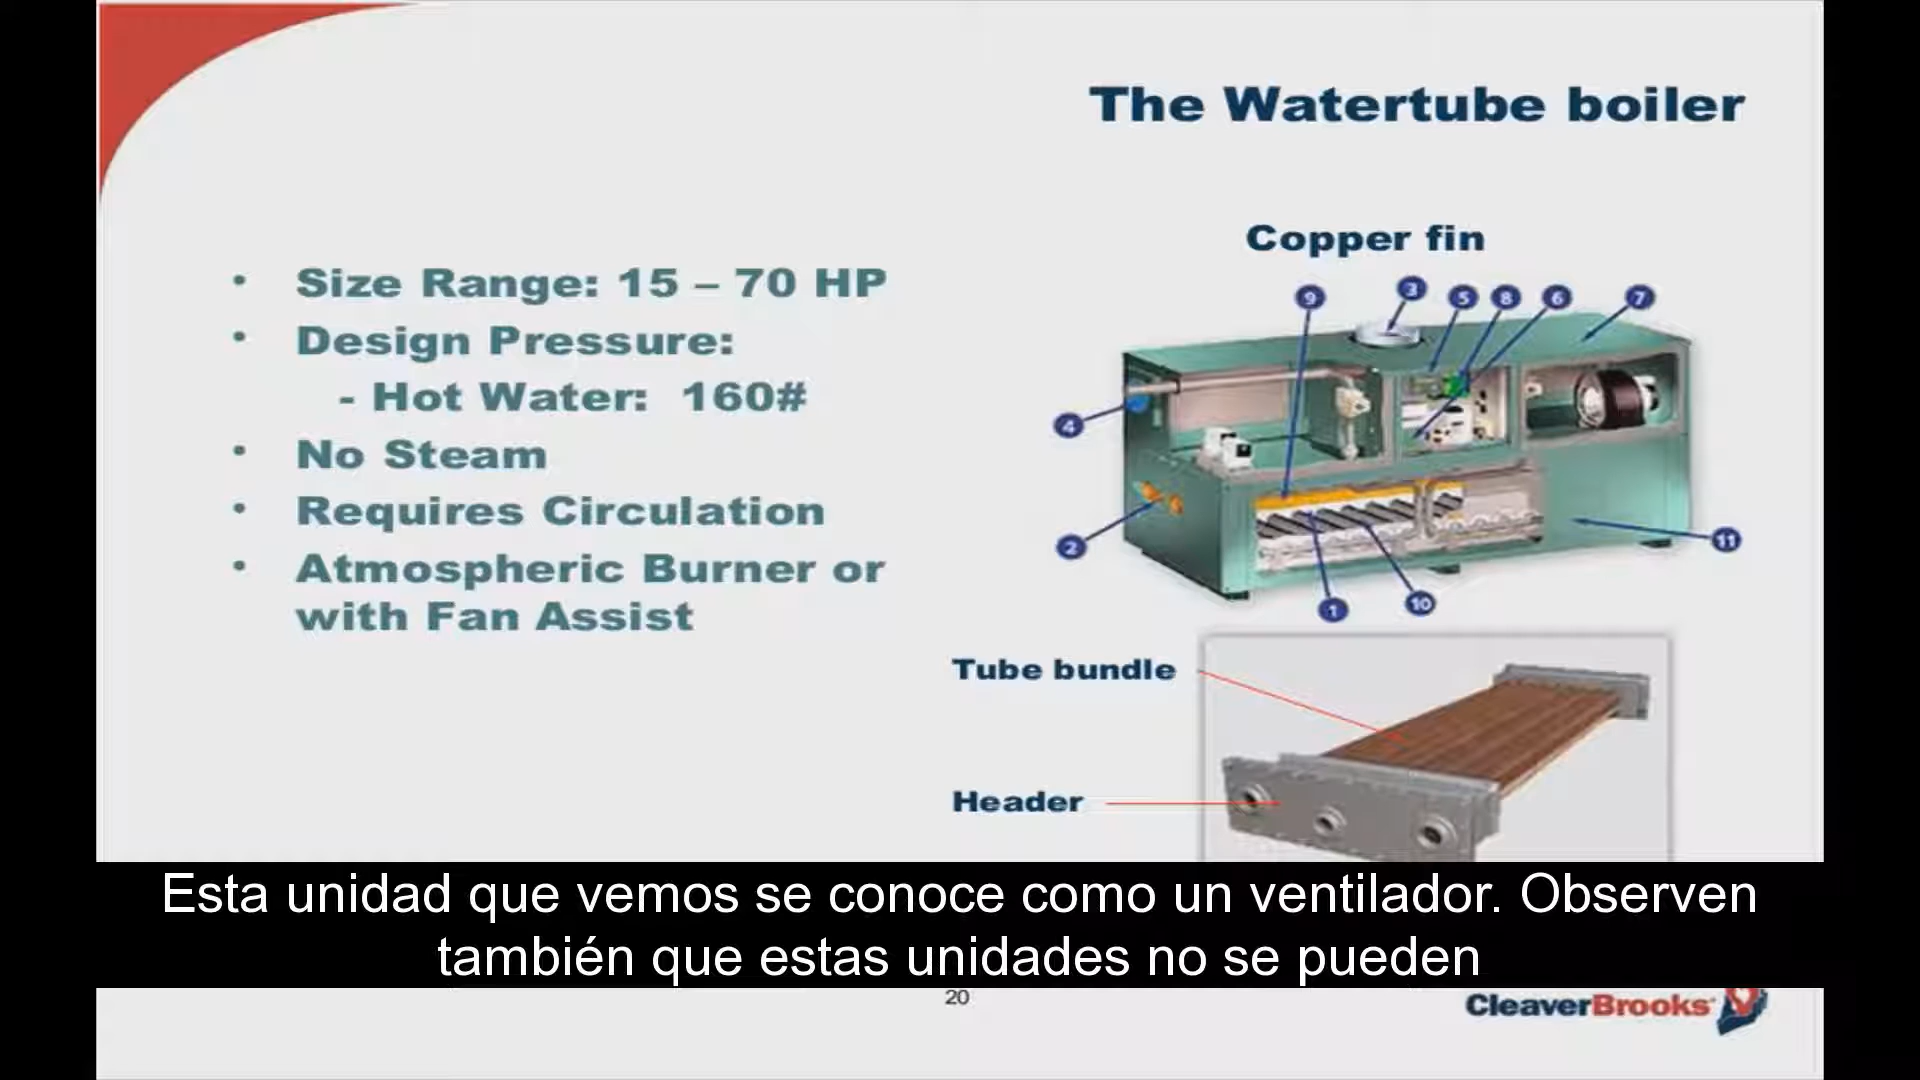 The Watertube boiler
Copper fin
• Size Range: 15 – 70 HP
• Design Pressure:
- Hot Water: 160#
• No Steam
• Requires Circulation
• Atmospheric Burner or
with Fan Assist
9 3 5 8 6 7
4
2
11
1 10
Tube bundle
Header
Esta unidad que vemos se conoce como un ventilador. Observen
también que estas unidades no se pueden
20
CleaverBrooks